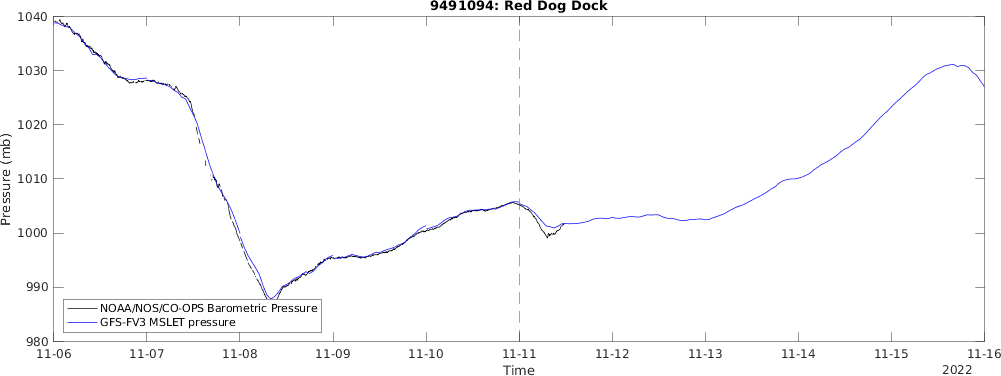 9491094: Red Dog Dock
1040
1030
1020
1010
1000
990
980
Pressure (mb)
NOAA/NOS/CO-OPS Barometric Pressure
GFS-FV3 MSLET pressure
11-06 11-07 11-08 11-09 11-10 11-11 11-12 11-13 11-14 11-15 11-16
Time
2022